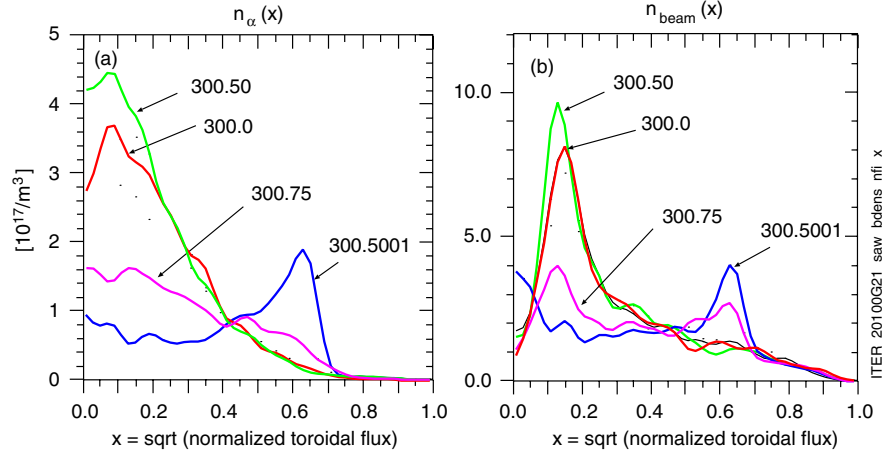 n α (x)
n beam (x)
5
4
3
2
1
0
[10^17/m^3]
(a)
300.50
300.0
300.75
300.5001
0.0 0.2 0.4 0.6 0.8 1.0
x = sqrt (normalized toroidal flux)
10.0
5.0
0.0
(b)
300.50
300.0
300.75
300.5001
0.0 0.2 0.4 0.6 0.8 1.0
x = sqrt (normalized toroidal flux)
ITER 20100G21 saw bdens nfi x